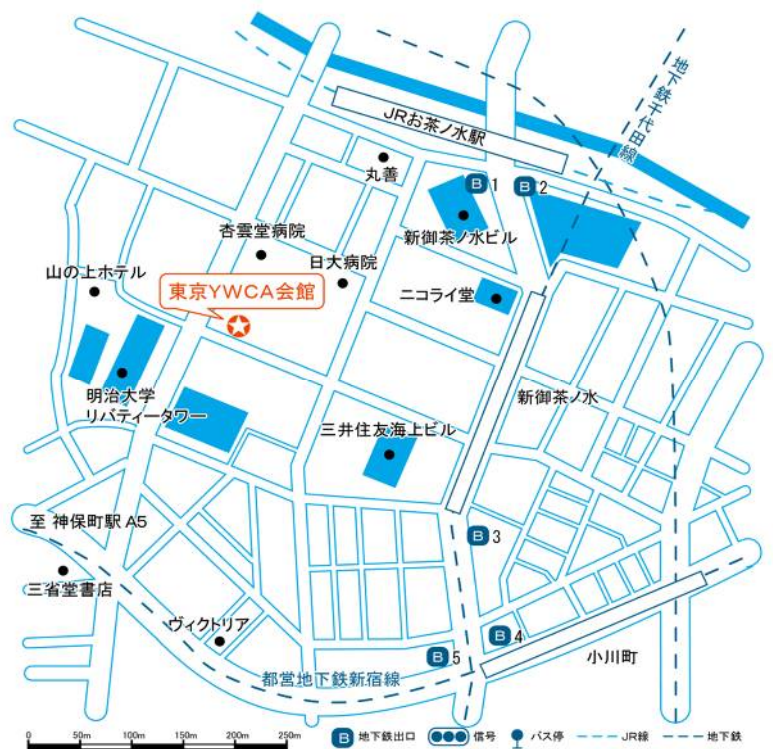 地下鉄千代田線
JRお茶ノ水駅
丸善
B1
B2
新御茶ノ水ビル
杏雲堂病院
日大病院
山の上ホテル
東京YWCA会館
ニコライ堂
明治大学
リバティータワー
新御茶ノ水
三井住友海上ビル
至 神保町駅 A5
B3
三省堂書店
ヴィクトリア
B4
B5
小川町
都営地下鉄新宿線
0 50m 100m 150m 200m 250m
B 地下鉄出口 信号 バス停 JR線 地下鉄